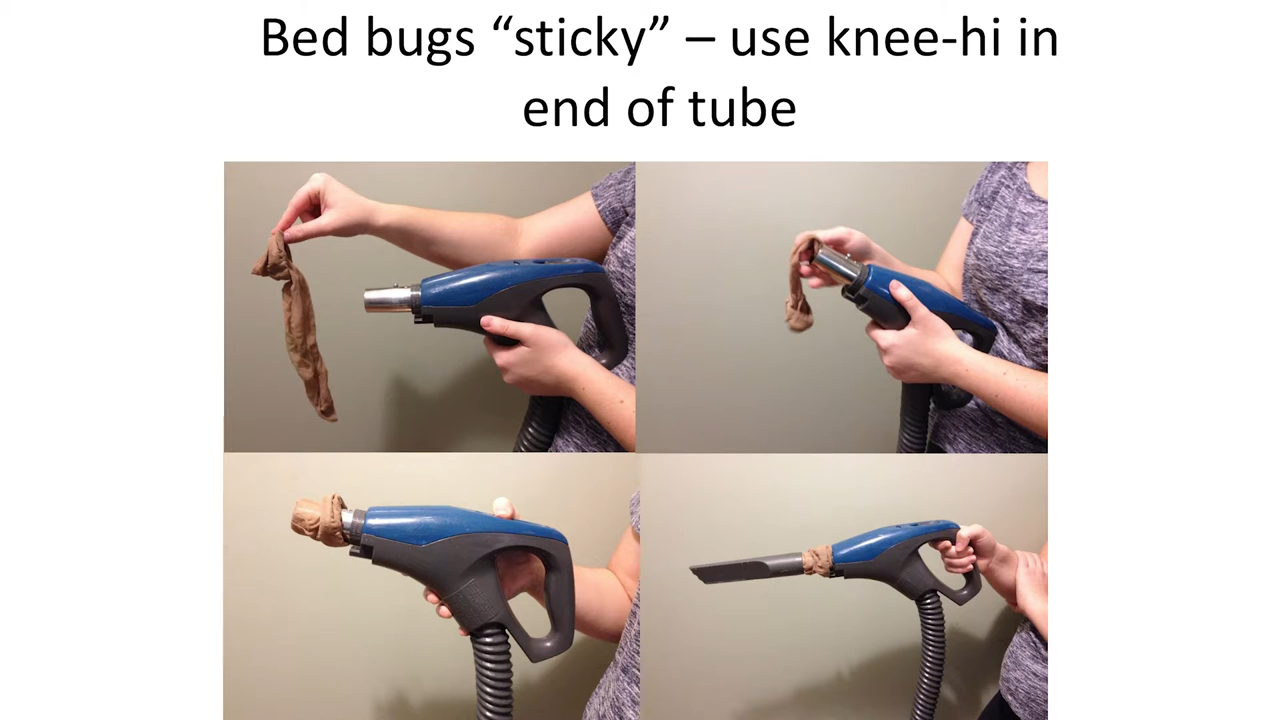 Bed bugs “sticky” – use knee-hi in
end of tube